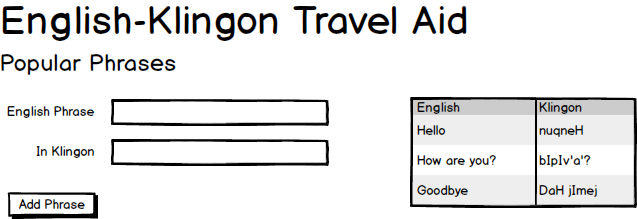 English-Klingon Travel Aid
Popular Phrases
English Phrase
In Klingon
Add Phrase
English Klingon
Hello nuqneH
How are you? bIpIv'a'?
Goodbye DaH jImej